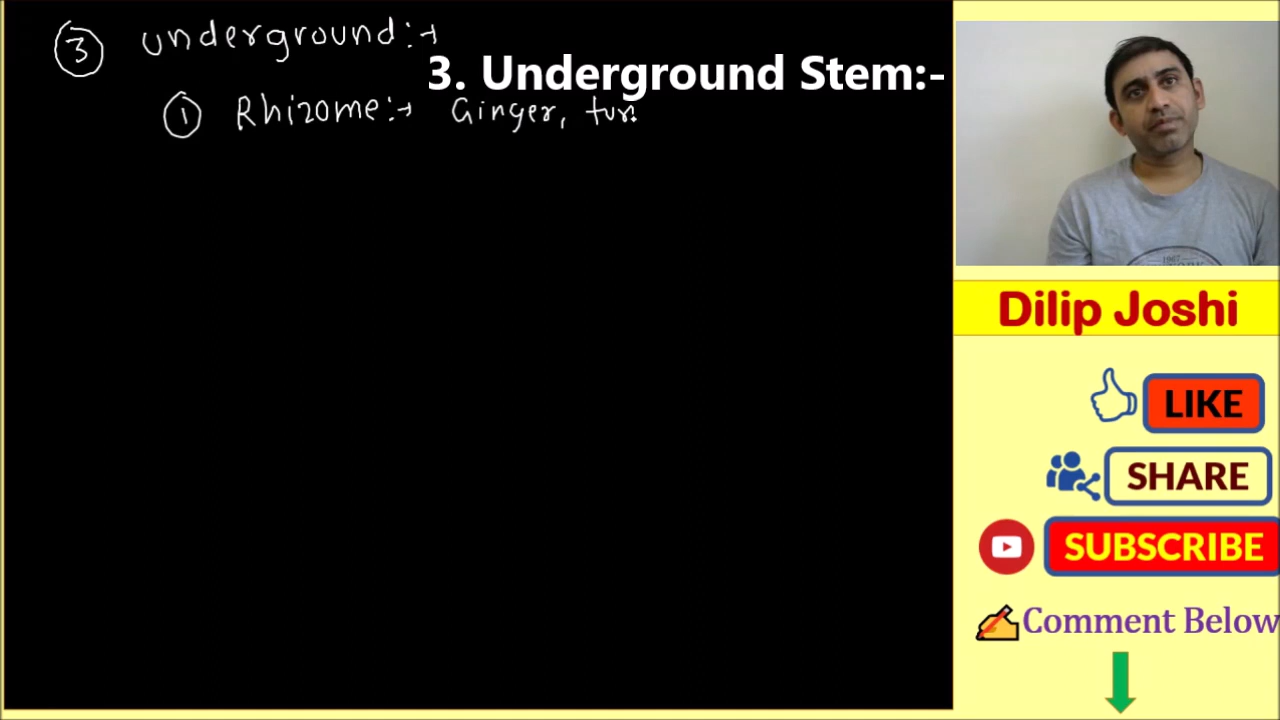 ③ underground:→
3. Underground Stem:-
① Rhizome:→ Ginger, tur
Dilip Joshi
LIKE
SHARE
SUBSCRIBE
Comment Below